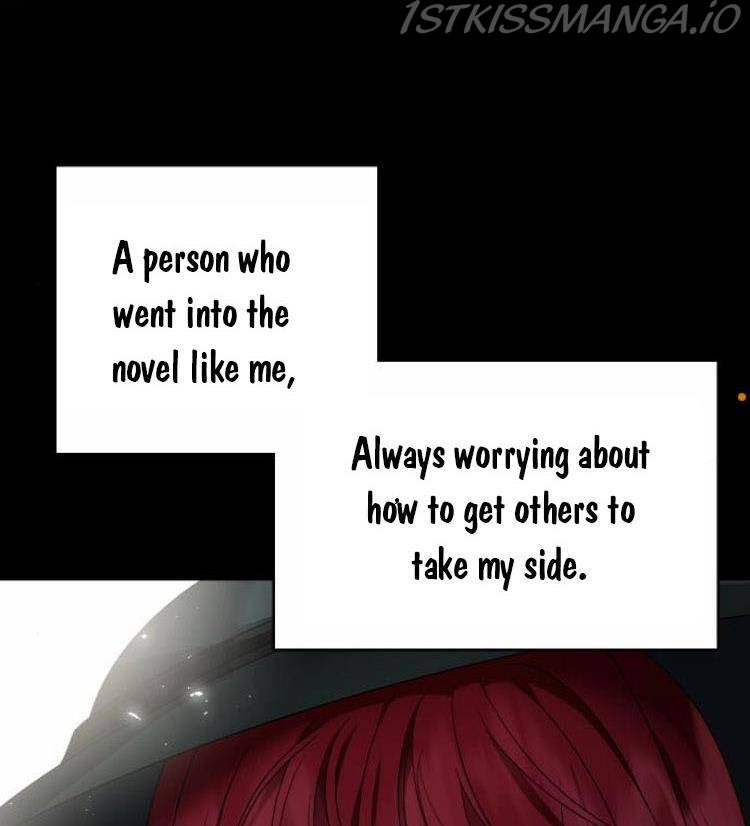 1STKISSMANGA.IO
A person who
went into the
novel like me,
Always worrying about
how to get others to
take my side.